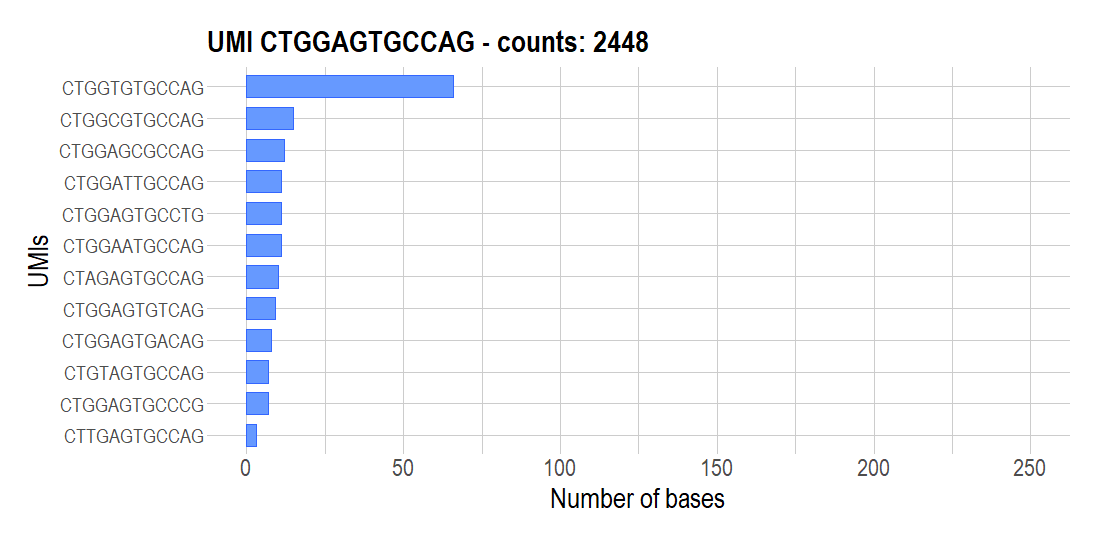 UMI CTGGAGTGCCAG - counts: 2448
CTGGTGTGCCAG
CTGGCGTGCCAG
CTGGAGCGCCAG
CTGGATTGCCAG
CTGGAGTGCCTG
CTGGAATGCCAG
CTAGAGTGCCAG
CTGGAGTGTCAG
CTGGAGTGACAG
CTGTAGTGCCAG
CTGGAGTGCCCG
CTTGAGTGCCAG
UMIs
0 50 100 150 200 250
Number of bases